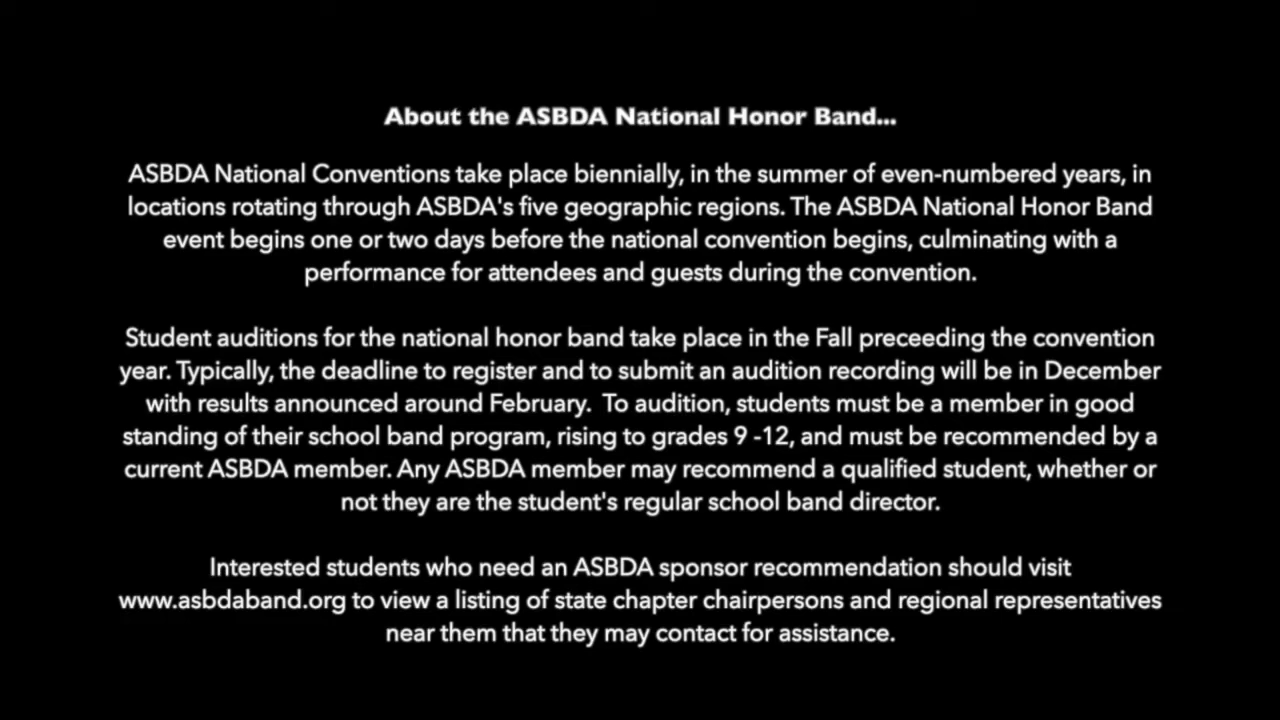 About the ASBDA National Honor Band...
ASBDA National Conventions take place biennially, in the summer of even-numbered years, in
locations rotating through ASBDA's five geographic regions. The ASBDA National Honor Band
event begins one or two days before the national convention begins, culminating with a
performance for attendees and guests during the convention.
Student auditions for the national honor band take place in the Fall preceeding the convention
year. Typically, the deadline to register and to submit an audition recording will be in December
with results announced around February.  To audition, students must be a member in good
standing of their school band program, rising to grades 9 -12, and must be recommended by a
current ASBDA member. Any ASBDA member may recommend a qualified student, whether or
not they are the student's regular school band director.
Interested students who need an ASBDA sponsor recommendation should visit
www.asbdaband.org to view a listing of state chapter chairpersons and regional representatives
near them that they may contact for assistance.